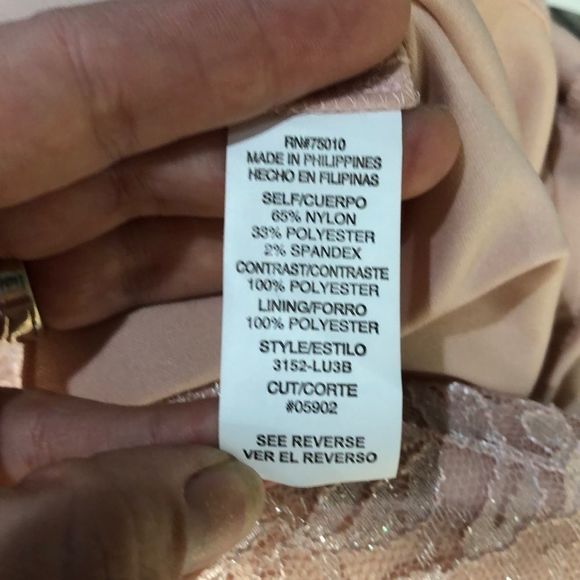 RN#75010
MADE IN PHILIPPINES
HECHO EN FILIPINAS
SELF/CUERPO
65% NYLON
33% POLYESTER
2% SPANDEX
CONTRAST/CONTRASTE
100% POLYESTER
LINING/FORRO
100% POLYESTER
STYLE/ESTILO
3152-LU3B
CUT/CORTE
#05902
SEE REVERSE
VER EL REVERSO